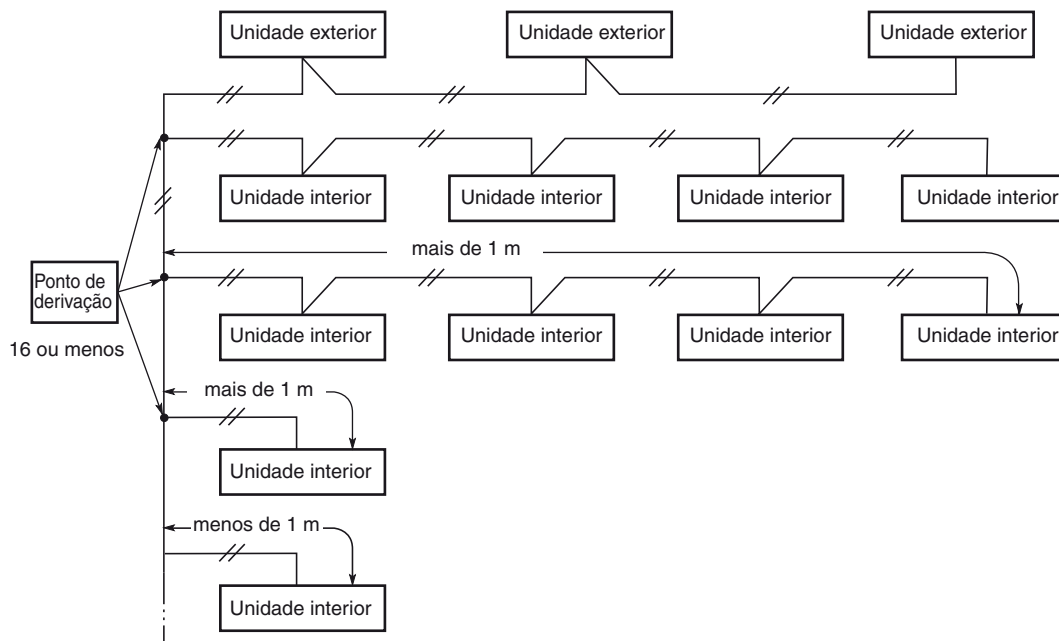 Unidade exterior
Unidade exterior
Unidade exterior
Unidade interior
Unidade interior
Unidade interior
Unidade interior
mais de 1 m
Ponto de
derivação
16 ou menos
Unidade interior
Unidade interior
Unidade interior
Unidade interior
mais de 1 m
Unidade interior
menos de 1 m
Unidade interior